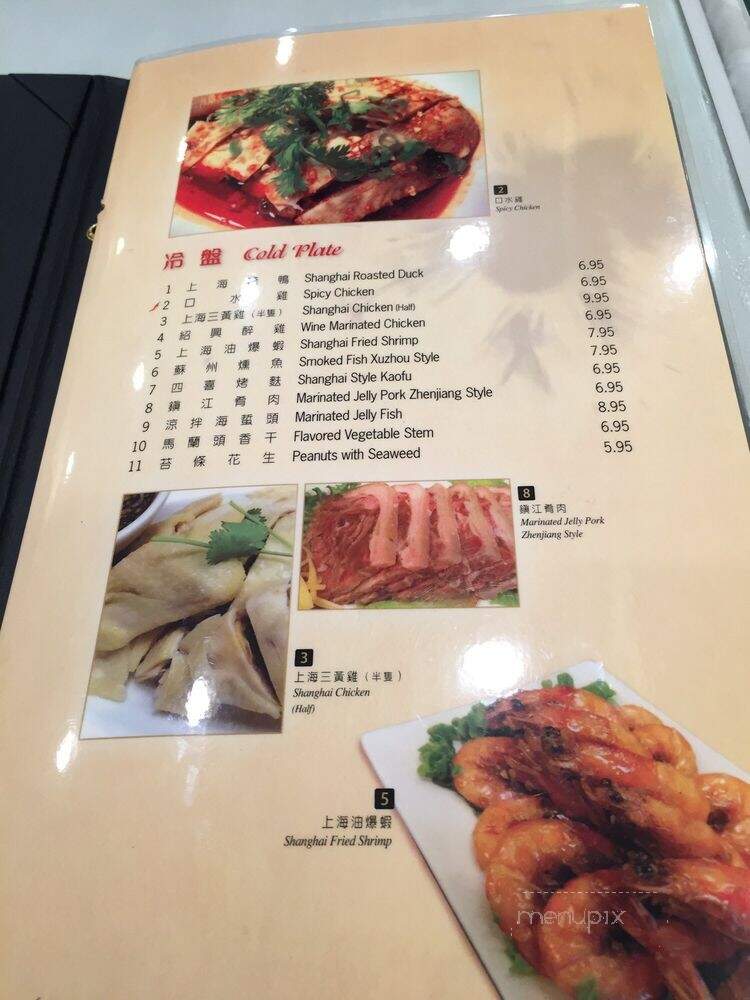 2
口水雞
Spicy Chicken
冷盤 Cold Plate
1 上海 鴨 Shanghai Roasted Duck 6.95
2 口水雞 Spicy Chicken 6.95
3 上海三黃雞(半隻) Shanghai Chicken (Half) 9.95
4 紹興醉雞 Wine Marinated Chicken 6.95
5 上海油爆蝦 Shanghai Fried Shrimp 7.95
6 蘇州燻魚 Smoked Fish Xuzhou Style 7.95
7 四喜烤麩 Shanghai Style Kaofu 6.95
8 鎮江肴肉 Marinated Jelly Pork Zhenjiang Style 6.95
9 涼拌海蜇頭 Marinated Jelly Fish 8.95
10 馬蘭頭香干 Flavored Vegetable Stem 6.95
11 苔條花生 Peanuts with Seaweed 5.95
8
鎮江肴肉
Marinated Jelly Pork
Zhenjiang Style
3
上海三黃雞(半隻)
Shanghai Chicken
(Half)
5
上海油爆蝦
Shanghai Fried Shrimp
menupix